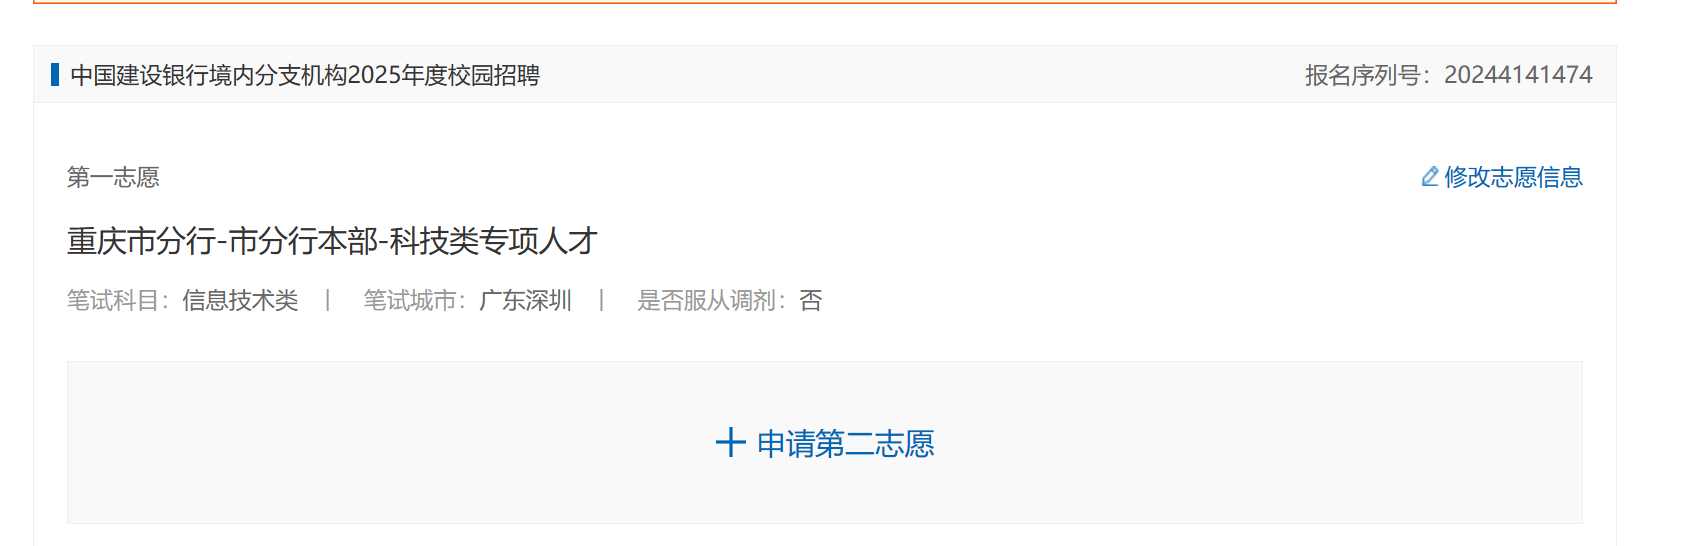 中国建设银行境内分支机构2025年度校园招聘 报名序列号：20244141474
第一志愿 修改志愿信息
重庆市分行-市分行本部-科技类专项人才
笔试科目：信息技术类 | 笔试城市：广东深圳 | 是否服从调剂：否
+ 申请第二志愿